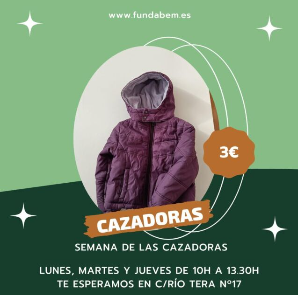 www.fundabem.es
3€
CAZADORAS
SEMANA DE LAS CAZADORAS
LUNES, MARTES Y JUEVES DE 10H A 13.30H
TE ESPERAMOS EN C/RÍO TERA Nº17